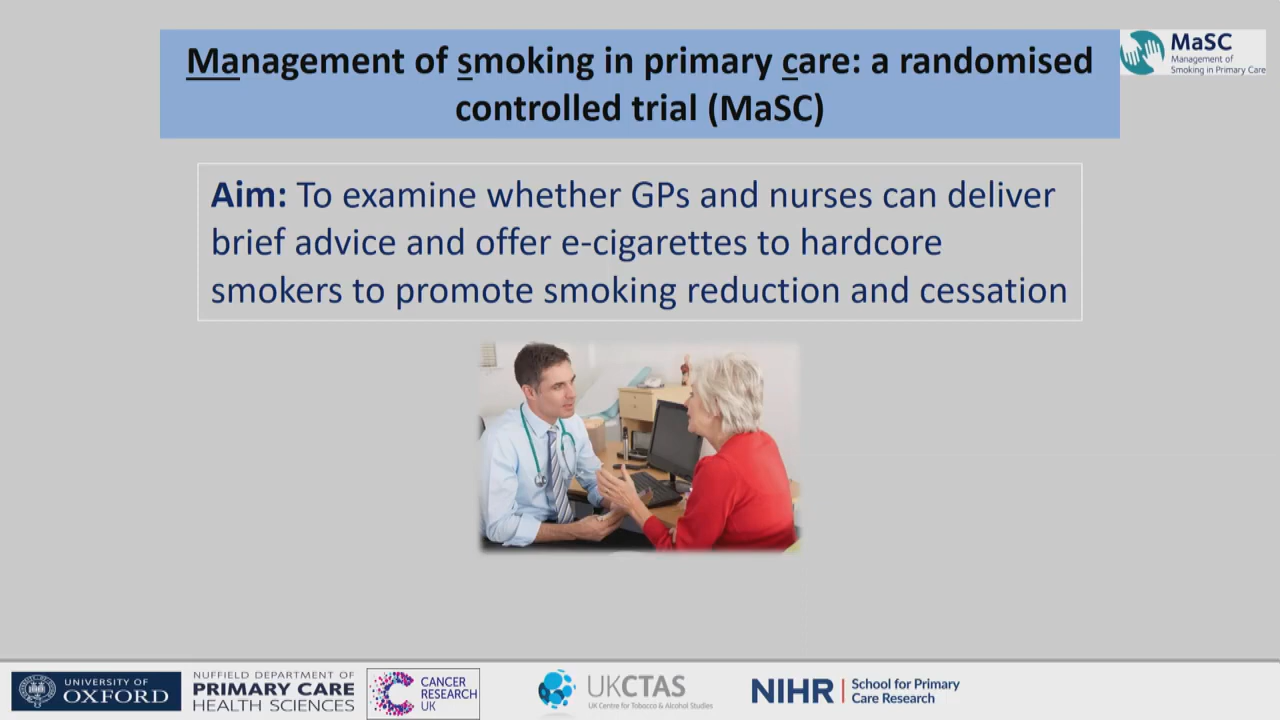 Management of smoking in primary care: a randomised
controlled trial (MaSC)
MaSC
Management of
Smoking in Primary Care
Aim: To examine whether GPs and nurses can deliver
brief advice and offer e-cigarettes to hardcore
smokers to promote smoking reduction and cessation
UNIVERSITY OF
OXFORD
NUFFIELD DEPARTMENT OF
PRIMARY CARE
HEALTH SCIENCES
CANCER
RESEARCH
UK
UKCTAS
UK Centre for Tobacco & Alcohol Studies
NIHR
School for Primary
Care Research